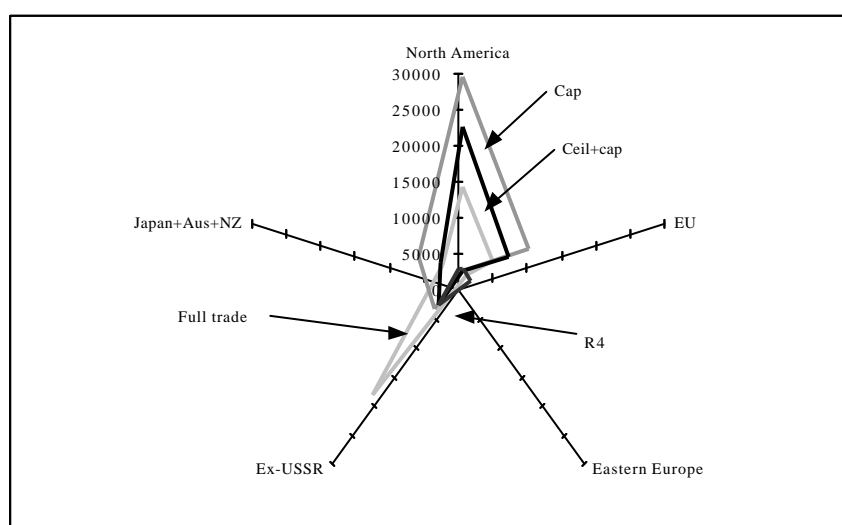 North America
30000
Cap
25000
Ceil+cap
20000
15000
Japan+Aus+NZ
EU
10000
5000
0
Full trade
R4
Ex-USSR
Eastern Europe